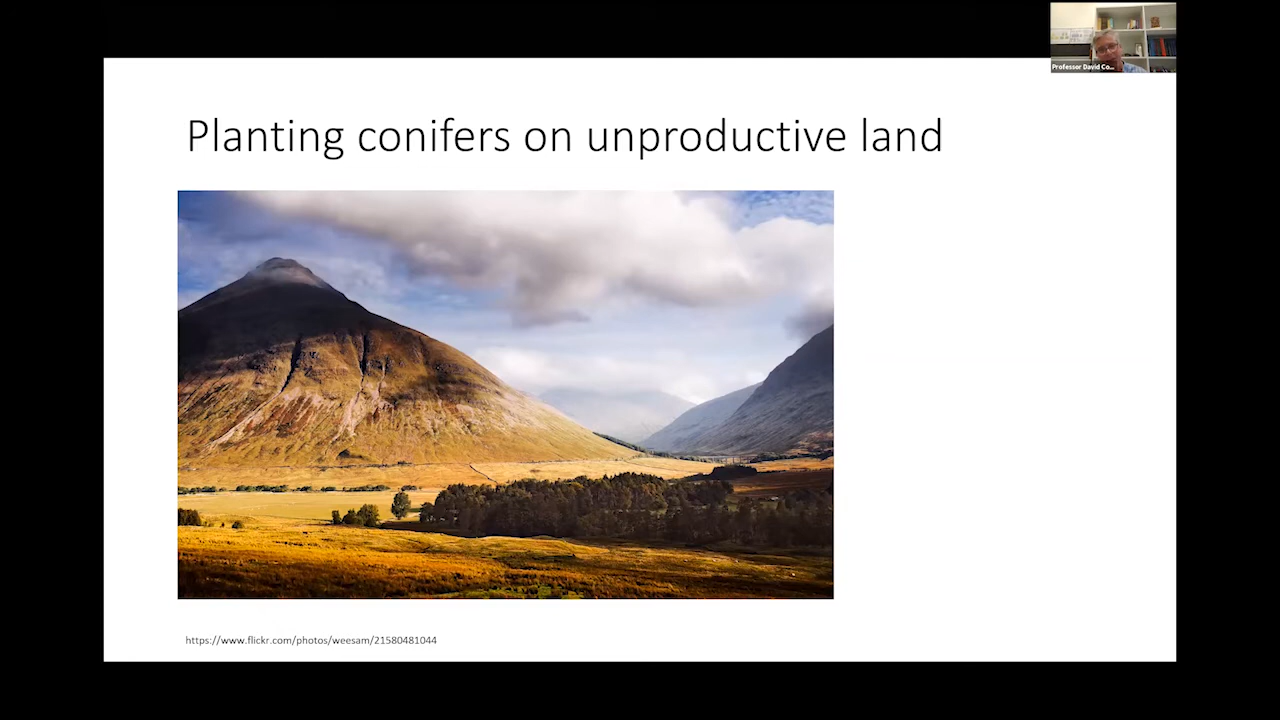 Professor David Co...
Planting conifers on unproductive land
https://www.flickr.com/photos/weesam/21580481044